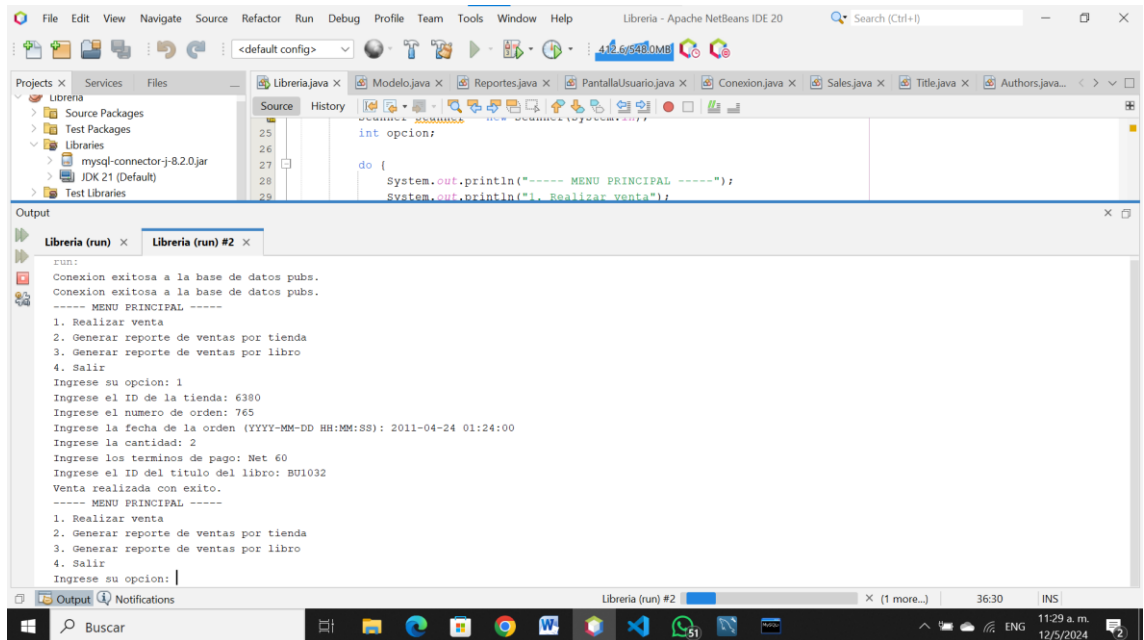 File Edit View Navigate Source Refactor Run Debug Profile Team Tools Window Help Libreria - Apache NetBeans IDE 20 Search (Ctrl+I)
<default config> 412.6/548.0MB
Projects Services Files Libreria.java Modelo.java Reportes.java PantallaUsuario.java Conexion.java Sales.java Title.java Authors.java...
Libreria
Source Packages
Test Packages
Libraries
mysql-connector-j-8.2.0.jar
JDK 21 (Default)
Test Libraries
Source History
Scanner scanner = new Scanner(System.in);
25 int opcion;
26
27 do {
28 System.out.println("----- MENU PRINCIPAL -----");
29 System.out.println("1. Realizar venta");
Output
Libreria (run) Libreria (run) #2
run:
Conexion exitosa a la base de datos pubs.
Conexion exitosa a la base de datos pubs.
----- MENU PRINCIPAL -----
1. Realizar venta
2. Generar reporte de ventas por tienda
3. Generar reporte de ventas por libro
4. Salir
Ingrese su opcion: 1
Ingrese el ID de la tienda: 6380
Ingrese el numero de orden: 765
Ingrese la fecha de la orden (YYYY-MM-DD HH:MM:SS): 2011-04-24 01:24:00
Ingrese la cantidad: 2
Ingrese los terminos de pago: Net 60
Ingrese el ID del titulo del libro: BU1032
Venta realizada con exito.
----- MENU PRINCIPAL -----
1. Realizar venta
2. Generar reporte de ventas por tienda
3. Generar reporte de ventas por libro
4. Salir
Ingrese su opcion:
Output Notifications Libreria (run) #2 (1 more...) 36:30 INS
Buscar 51 ENG 11:29 a. m.
12/5/2024 2